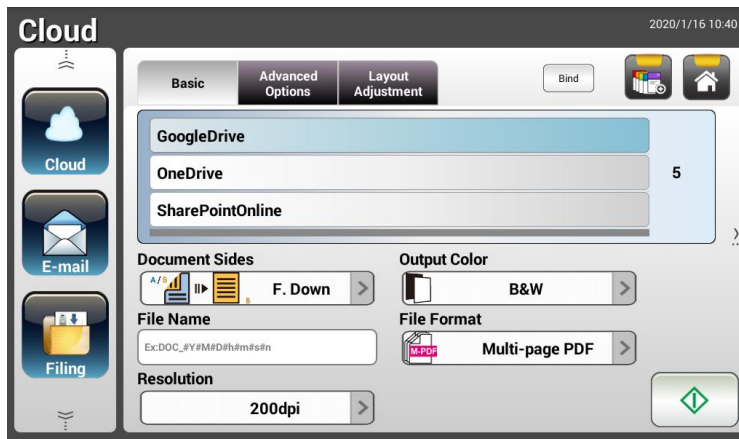 Cloud
2020/1/16 10:40
Basic
Advanced
Options
Layout
Adjustment
Bind
Cloud
E-mail
Filing
GoogleDrive
OneDrive
SharePointOnline
5
Document Sides
A/B
F. Down
B
Output Color
B&W
File Name
Ex:DOC_#Y#M#D#h#m#s#n
File Format
M-PDF
Multi-page PDF
Resolution
200dpi